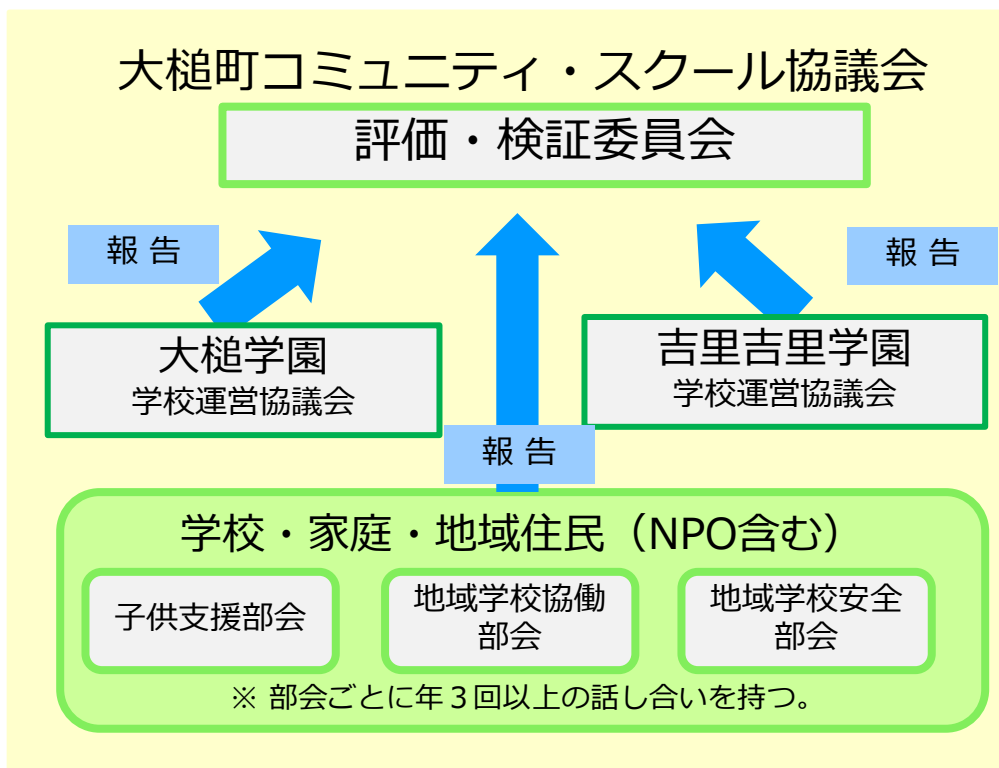 大槌町コミュニティ・スクール協議会
評価・検証委員会
報 告
報 告
大槌学園
学校運営協議会
吉里吉里学園
学校運営協議会
報 告
学校・家庭・地域住民（NPO含む）
子供支援部会
地域学校協働
部会
地域学校安全
部会
※ 部会ごとに年３回以上の話し合いを持つ。